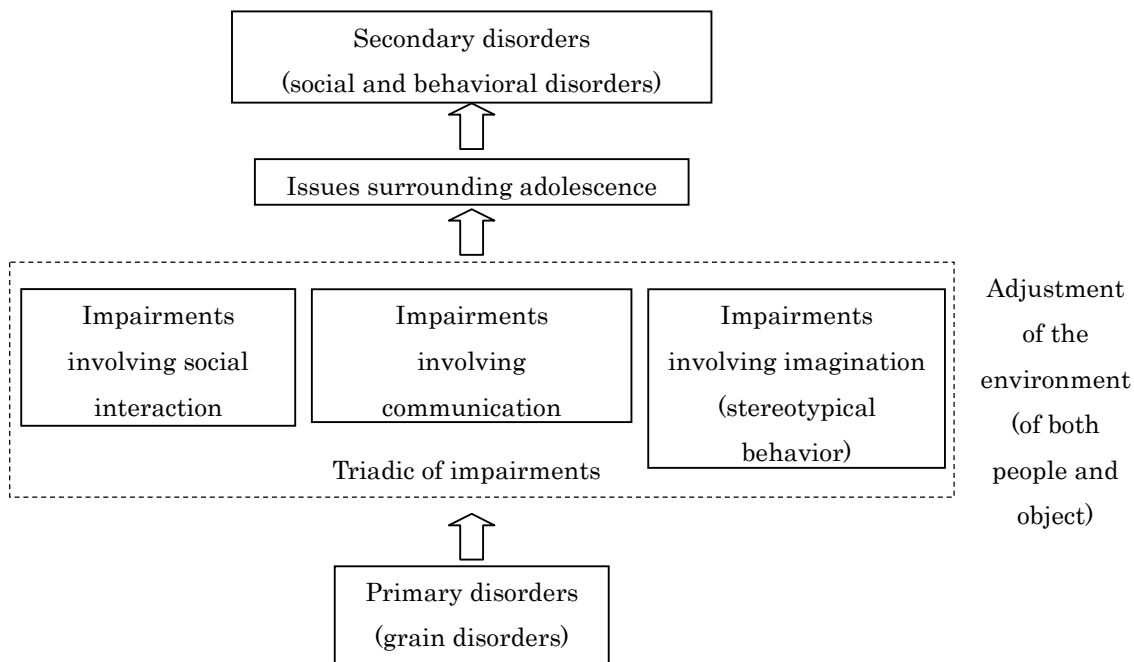 Secondary disorders
(social and behavioral disorders)
Issues surrounding adolescence
Impairments
involving social
interaction
Impairments
involving
communication
Impairments
involving imagination
(stereotypical
behavior)
Triadic of impairments
Adjustment
of the
environment
(of both
people and
object)
Primary disorders
(grain disorders)